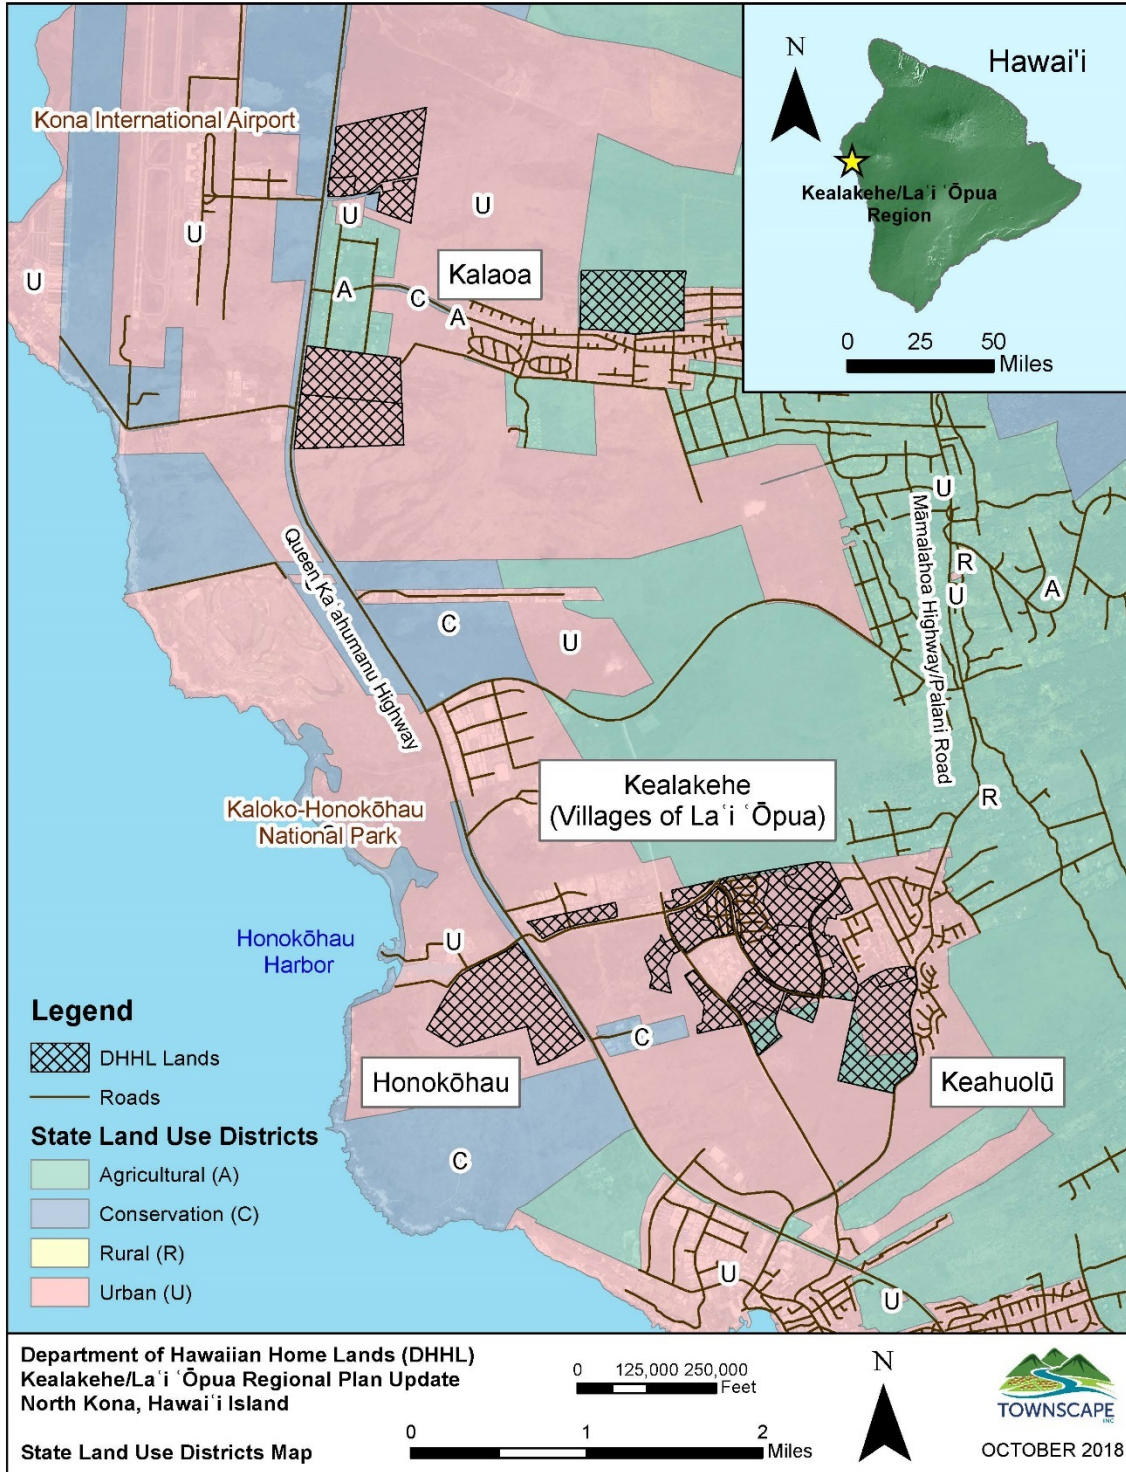 N
Hawai'i
Kealakehe/Laʻi ʻŌpua
Region
0 25 50
Miles
Kona International Airport
U
U
U
U
Kalaoa
A
C
A
U
Māmalahoa Highway/Palani Road
R
U
A
Queen Kaʻahumanu Highway
C
U
R
Kealakehe
(Villages of Laʻi ʻŌpua)
Kaloko-Honokōhau
National Park
Honokōhau
Harbor
U
C
Honokōhau
Keahuolū
C
U
U
Legend
DHHL Lands
Roads
State Land Use Districts
Agricultural (A)
Conservation (C)
Rural (R)
Urban (U)
Department of Hawaiian Home Lands (DHHL)
Kealakehe/Laʻi ʻŌpua Regional Plan Update
North Kona, Hawaiʻi Island
State Land Use Districts Map
0 125,000 250,000
Feet
0 1 2
Miles
N
TOWNSCAPE
INC
OCTOBER 2018